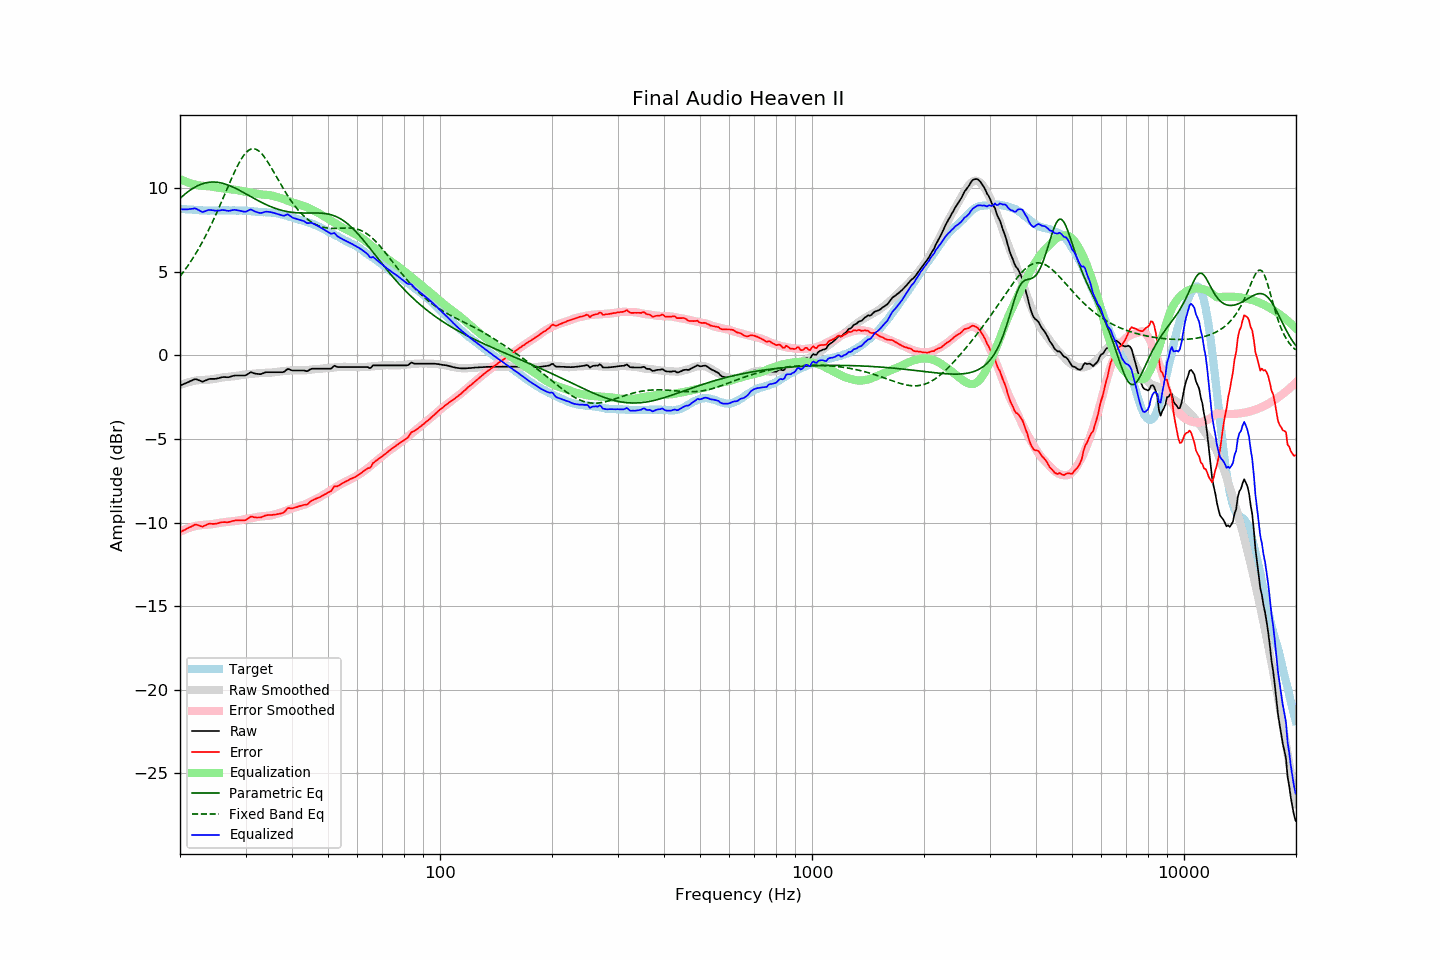 Final Audio Heaven II
Amplitude (dBr)
10
5
0
−5
−10
−15
−20
−25
Target
Raw Smoothed
Error Smoothed
Raw
Error
Equalization
Parametric Eq
Fixed Band Eq
Equalized
100
1000
10000
Frequency (Hz)